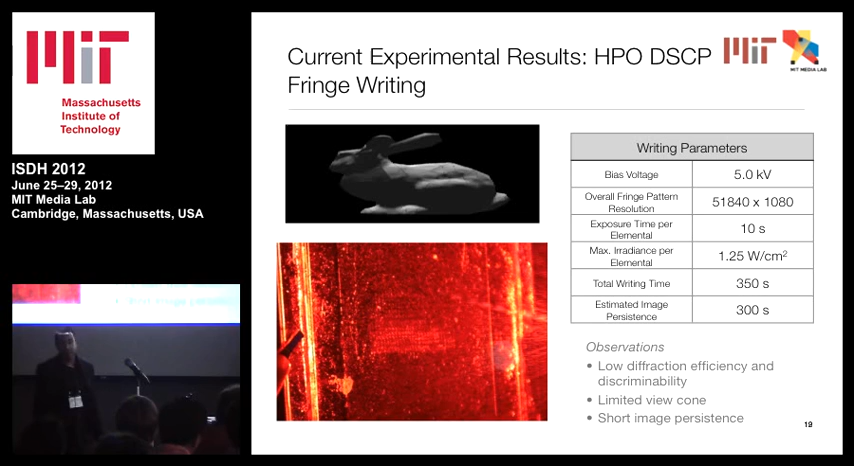 MIT
Massachusetts
Institute of
Technology
ISDH 2012
June 25–29, 2012
MIT Media Lab
Cambridge, Massachusetts, USA
Current Experimental Results: HPO DSCP
Fringe Writing
MIT
MIT MEDIA LAB
Writing Parameters
Bias Voltage 5.0 kV
Overall Fringe Pattern
Resolution 51840 x 1080
Exposure Time per
Elemental 10 s
Max. Irradiance per
Elemental 1.25 W/cm²
Total Writing Time 350 s
Estimated Image
Persistence 300 s
Observations
• Low diffraction efficiency and
discriminability
• Limited view cone
• Short image persistence
19